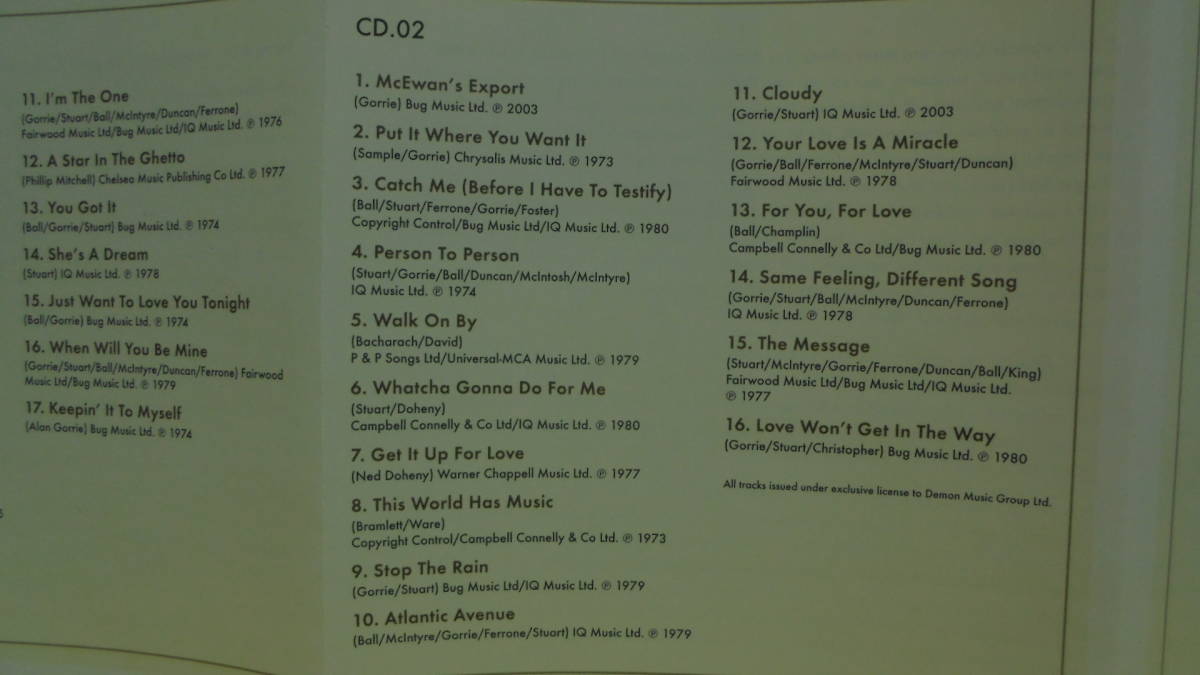 11. I'm The One
(Gorrie/Stuart/Ball/McIntyre/Duncan/Ferrone)
Fairwood Music Ltd/Bug Music Ltd/IQ Music Ltd. ℗ 1976
12. A Star In The Ghetto
(Phillip Mitchell) Chelsea Music Publishing Co Ltd. ℗ 1977
13. You Got It
(Ball/Gorrie/Stuart) Bug Music Ltd. ℗ 1974
14. She's A Dream
(Stuart) IQ Music Ltd. ℗ 1978
15. Just Want To Love You Tonight
(Ball/Gorrie) Bug Music Ltd. ℗ 1974
16. When Will You Be Mine
(Gorrie/Stuart/Ball/McIntyre/Duncan/Ferrone) Fairwood
Music Ltd/Bug Music Ltd. ℗ 1979
17. Keepin' It To Myself
(Alan Gorrie) Bug Music Ltd. ℗ 1974
CD.02
1. McEwan's Export
(Gorrie) Bug Music Ltd. ℗ 2003
2. Put It Where You Want It
(Sample/Gorrie) Chrysalis Music Ltd. ℗ 1973
3. Catch Me (Before I Have To Testify)
(Ball/Stuart/Ferrone/Gorrie/Foster)
Copyright Control/Bug Music Ltd/IQ Music Ltd. ℗ 1980
4. Person To Person
(Stuart/Gorrie/Ball/Duncan/McIntosh/McIntyre)
IQ Music Ltd. ℗ 1974
5. Walk On By
(Bacharach/David)
P & P Songs Ltd/Universal-MCA Music Ltd. ℗ 1979
6. Whatcha Gonna Do For Me
(Stuart/Doheny)
Campbell Connelly & Co Ltd/IQ Music Ltd. ℗ 1980
7. Get It Up For Love
(Ned Doheny) Warner Chappell Music Ltd. ℗ 1977
8. This World Has Music
(Bramlett/Ware)
Copyright Control/Campbell Connelly & Co Ltd. ℗ 1973
9. Stop The Rain
(Gorrie/Stuart) Bug Music Ltd/IQ Music Ltd. ℗ 1979
10. Atlantic Avenue
(Ball/McIntyre/Gorrie/Ferrone/Stuart) IQ Music Ltd. ℗ 1979
11. Cloudy
(Gorrie/Stuart) IQ Music Ltd. ℗ 2003
12. Your Love Is A Miracle
(Gorrie/Ball/Ferrone/McIntyre/Stuart/Duncan)
Fairwood Music Ltd. ℗ 1978
13. For You, For Love
(Ball/Champlin)
Campbell Connelly & Co Ltd/Bug Music Ltd. ℗ 1980
14. Same Feeling, Different Song
(Gorrie/Stuart/Ball/McIntyre/Duncan/Ferrone)
IQ Music Ltd. ℗ 1978
15. The Message
(Stuart/McIntyre/Gorrie/Ferrone/Duncan/Ball/King)
Fairwood Music Ltd/Bug Music Ltd/IQ Music Ltd.
℗ 1977
16. Love Won't Get In The Way
(Gorrie/Stuart/Christopher) Bug Music Ltd. ℗ 1980
All tracks issued under exclusive license to Demon Music Group Ltd.